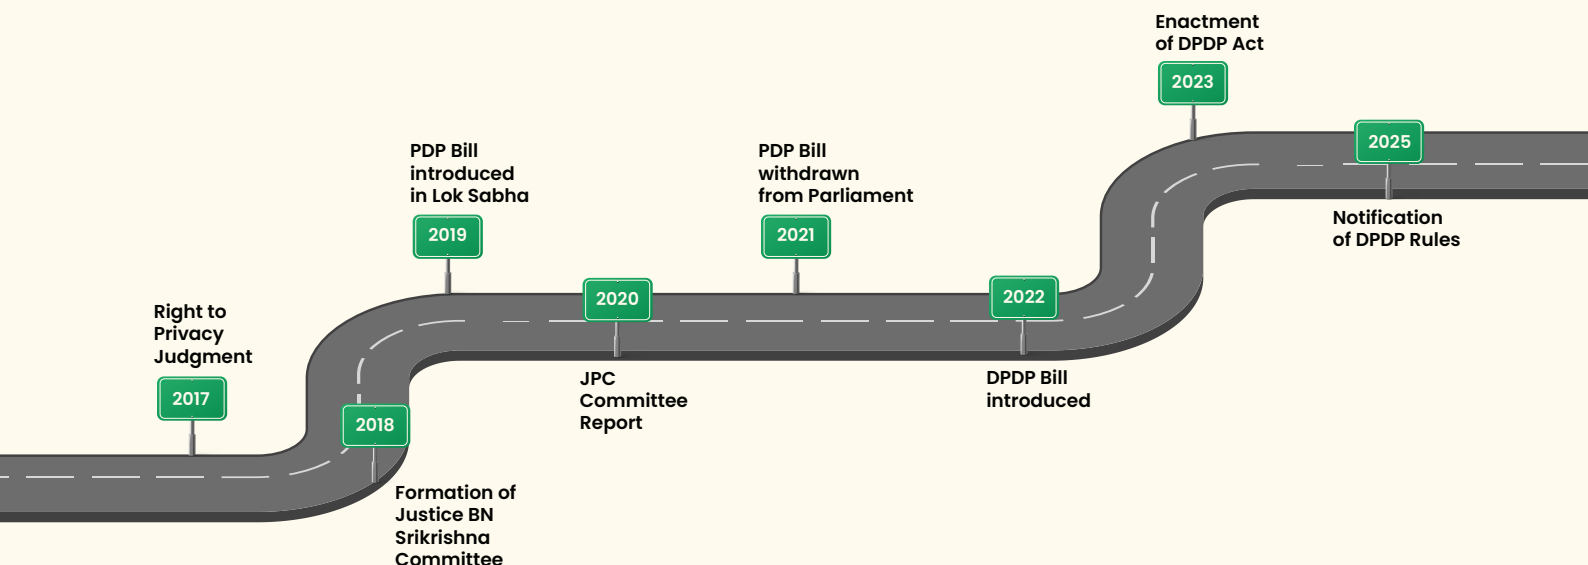 Right to
Privacy
Judgment
2017
2018
Formation of
Justice BN
Srikrishna
Committee
PDP Bill
introduced
in Lok Sabha
2019
2020
JPC
Committee
Report
PDP Bill
withdrawn
from Parliament
2021
2022
DPDP Bill
introduced
Enactment
of DPDP Act
2023
2025
Notification
of DPDP Rules